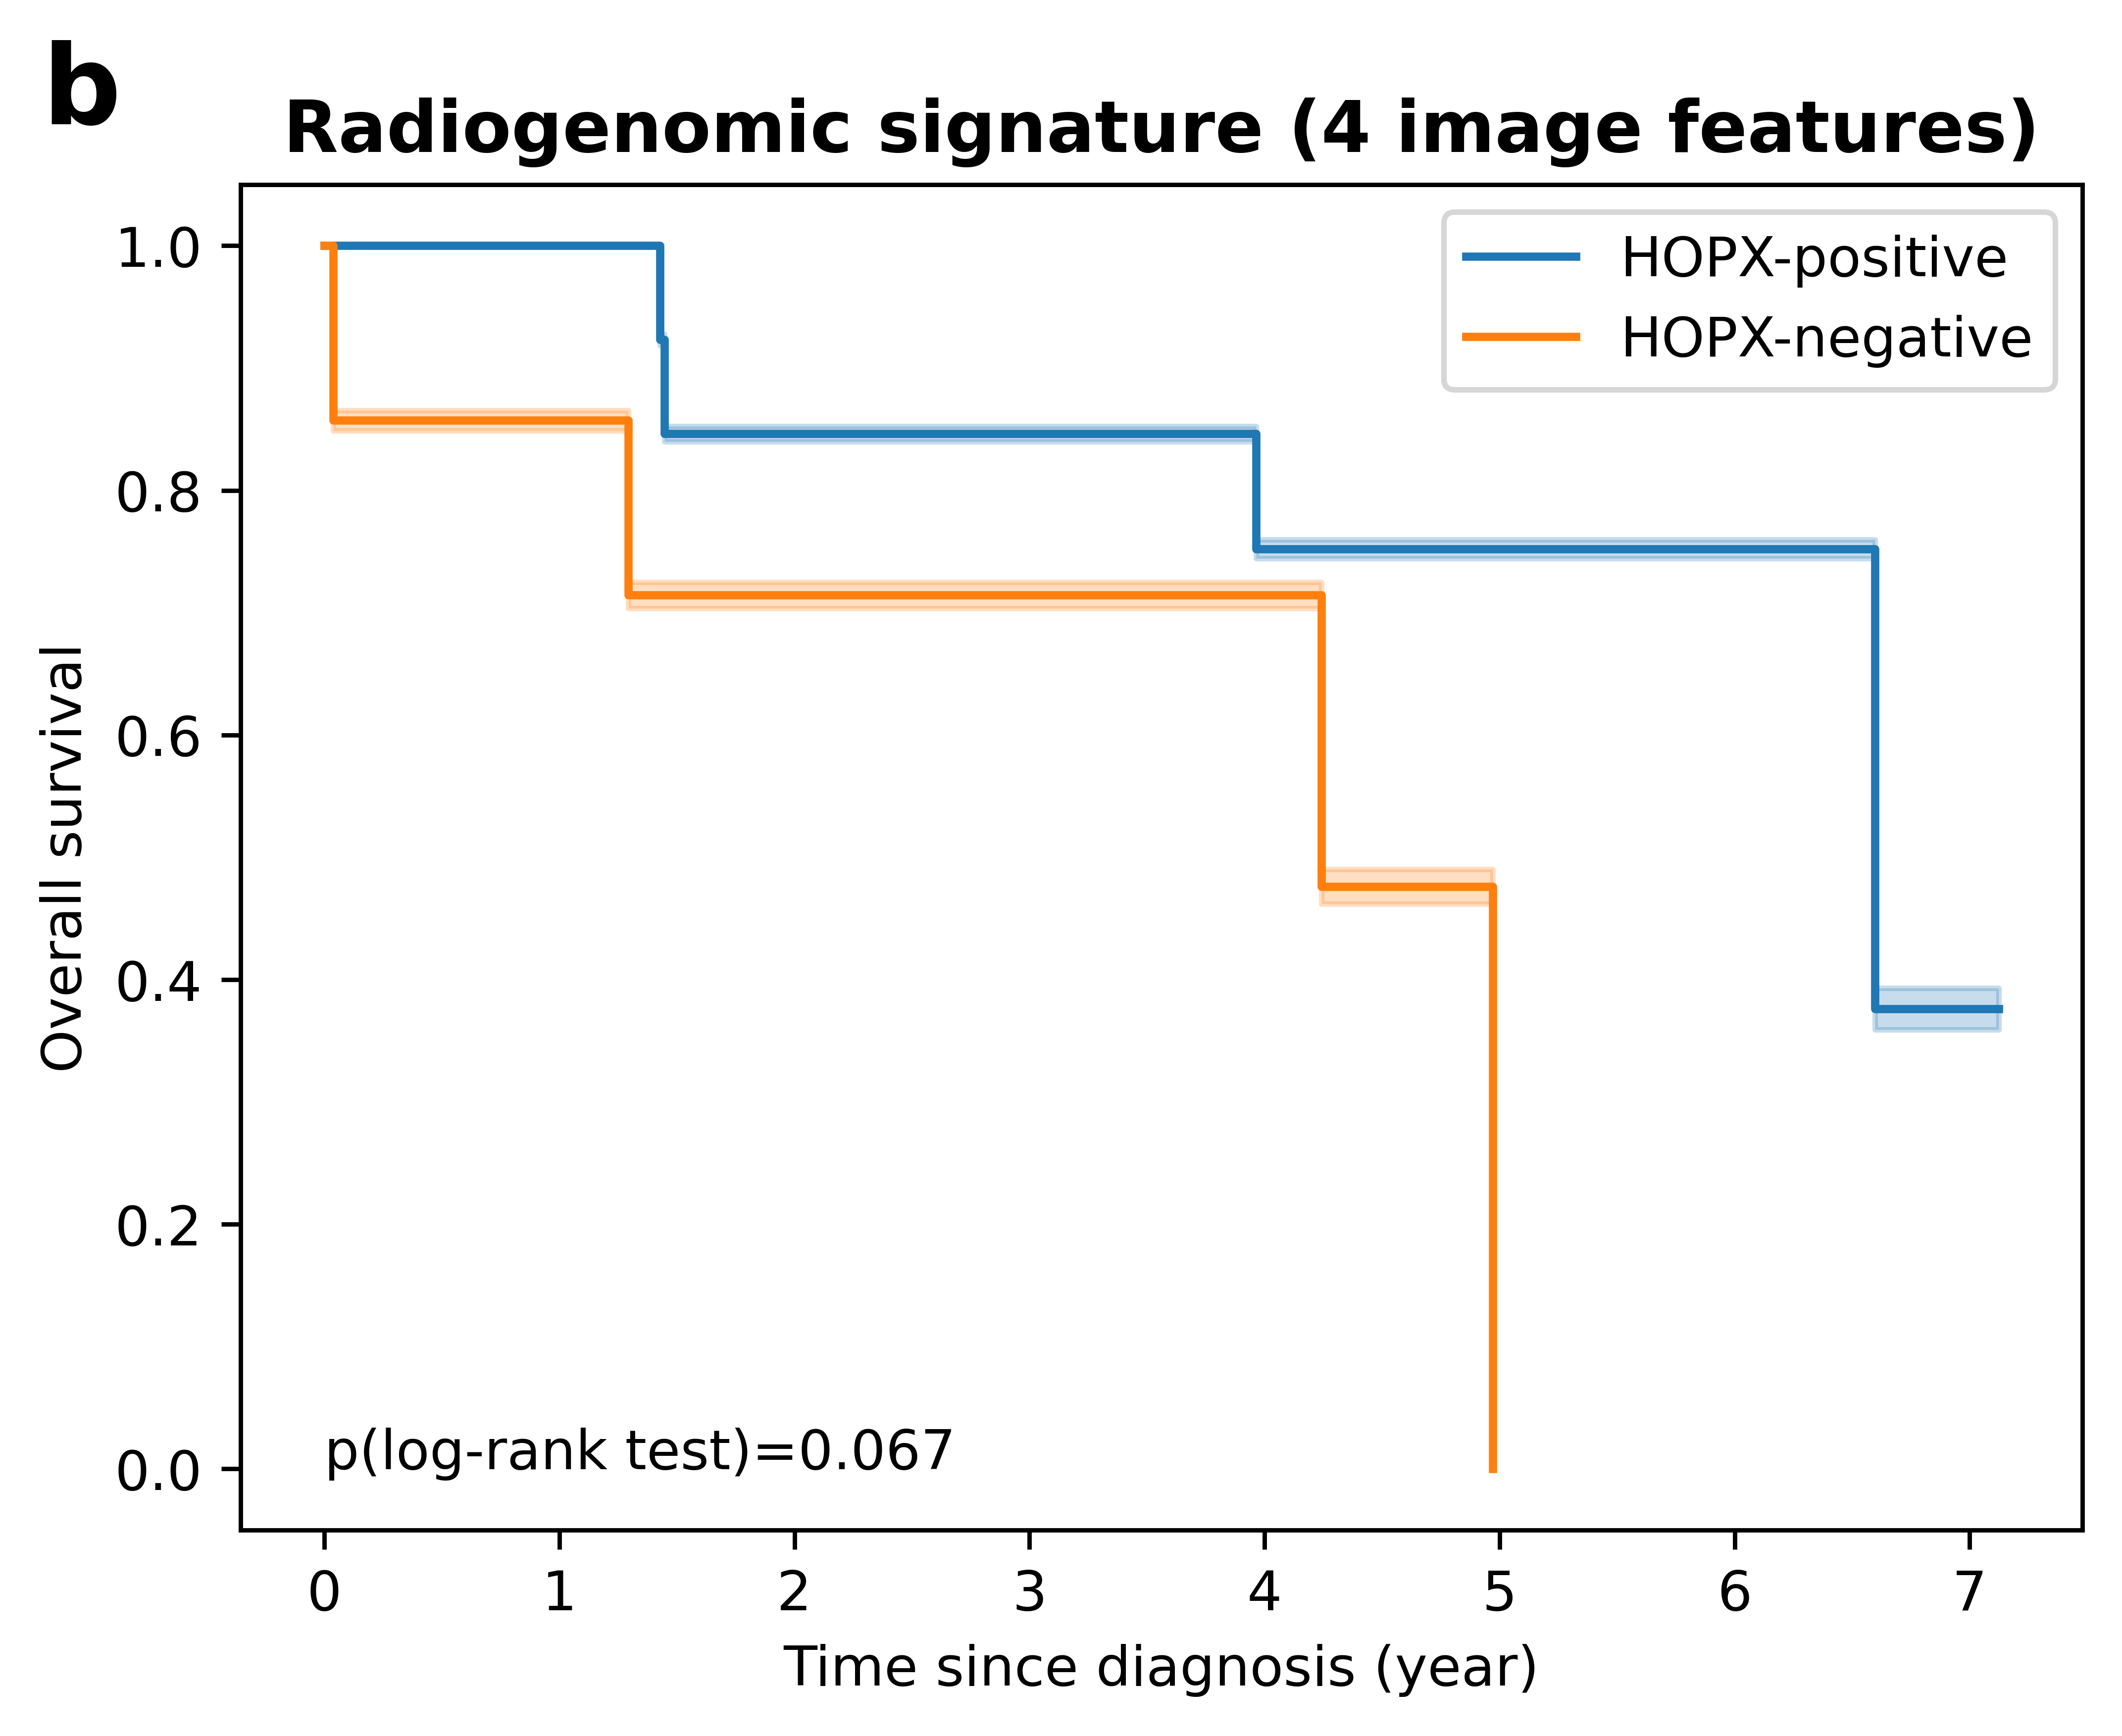 b
Radiogenomic signature (4 image features)
HOPX-positive
HOPX-negative
1.0
0.8
0.6
0.4
0.2
0.0
Overall survival
p(log-rank test)=0.067
0 1 2 3 4 5 6 7
Time since diagnosis (year)